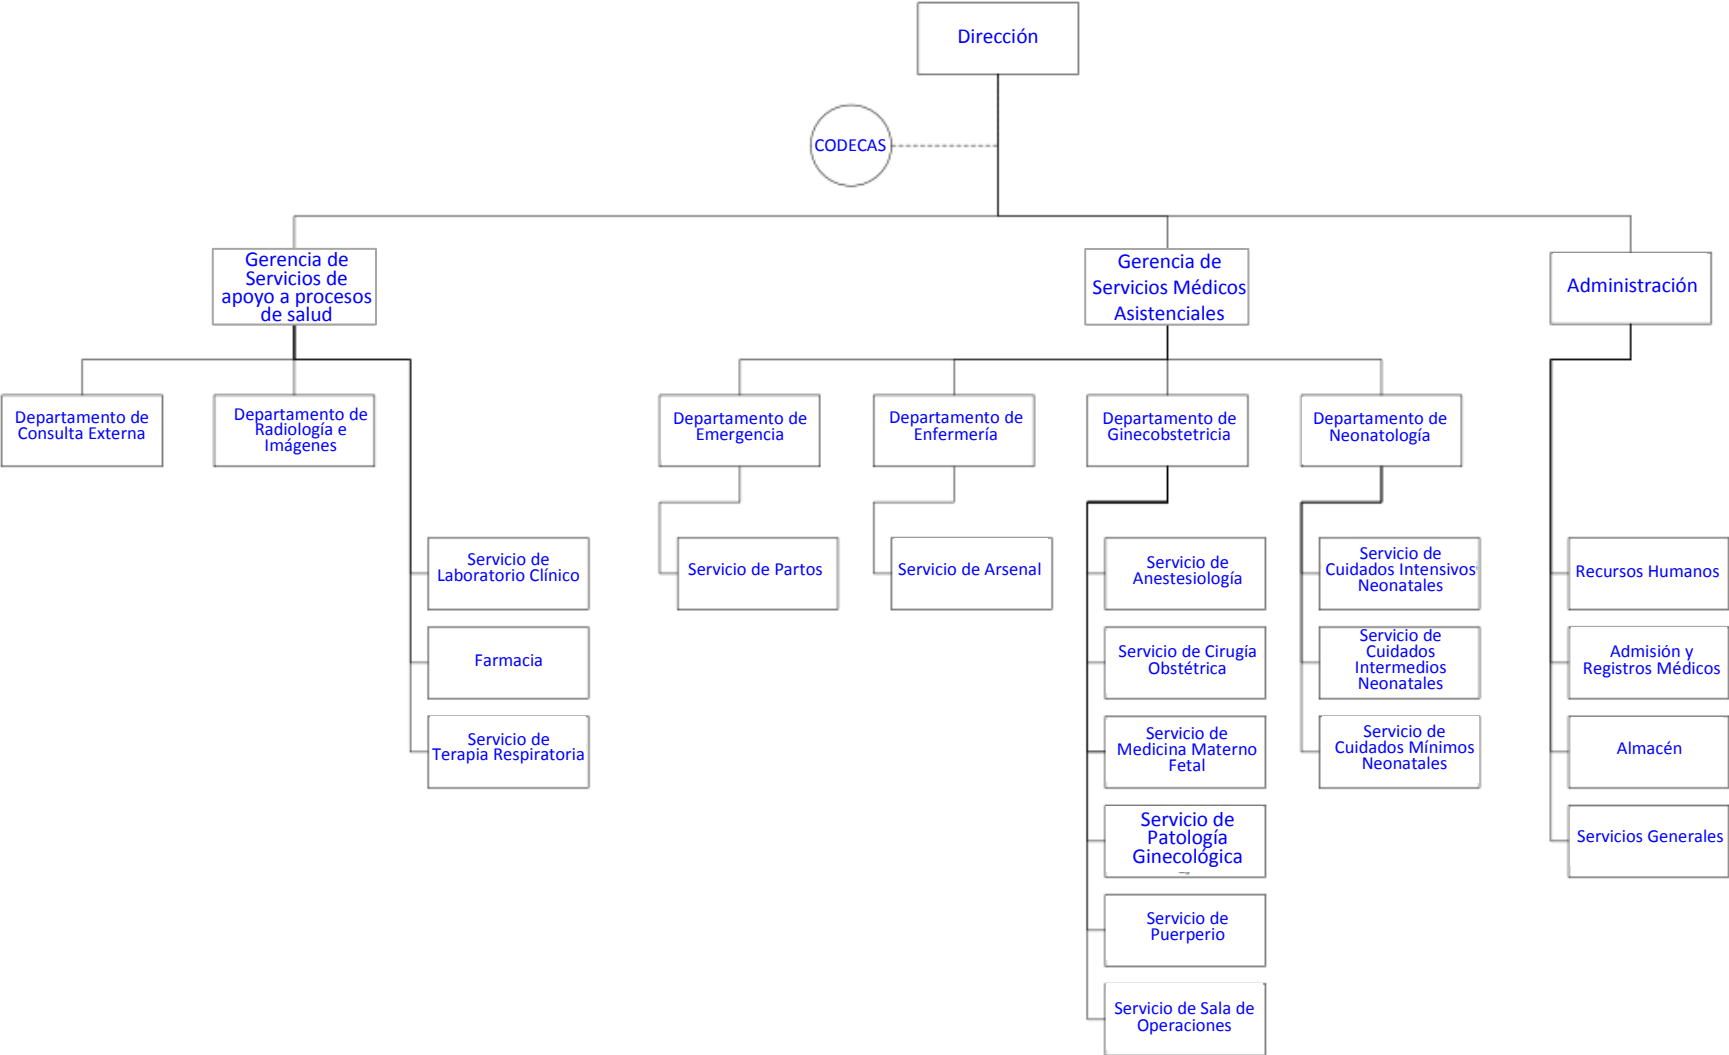 Dirección
CODECAS
Gerencia de
Servicios de
apoyo a procesos
de salud
Gerencia de
Servicios Médicos
Asistenciales
Administración
Departamento de
Consulta Externa
Departamento de
Radiología e
Imágenes
Departamento de
Emergencia
Departamento de
Enfermería
Departamento de
Ginecobstetricia
Departamento de
Neonatología
Servicio de
Laboratorio Clínico
Farmacia
Servicio de
Terapia Respiratoria
Servicio de Partos
Servicio de Arsenal
Servicio de
Anestesiología
Servicio de Cirugía
Obstétrica
Servicio de
Medicina Materno
Fetal
Servicio de
Patología
Ginecológica
Servicio de
Puerperio
Servicio de Sala de
Operaciones
Servicio de
Cuidados Intensivos
Neonatales
Servicio de
Cuidados
Intermedios
Neonatales
Servicio de
Cuidados Mínimos
Neonatales
Recursos Humanos
Admisión y
Registros Médicos
Almacén
Servicios Generales